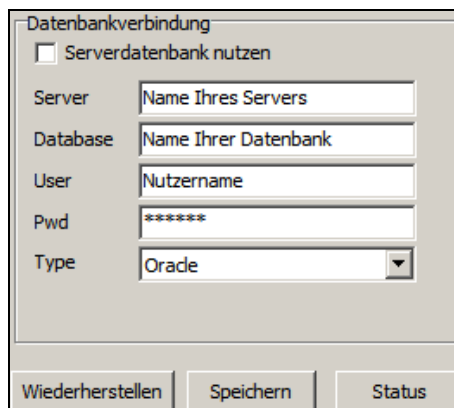 Datenbankverbindung
Serverdatenbank nutzen
Server Name Ihres Servers
Database Name Ihrer Datenbank
User Nutzername
Pwd ******
Type Oracle
Wiederherstellen Speichern Status